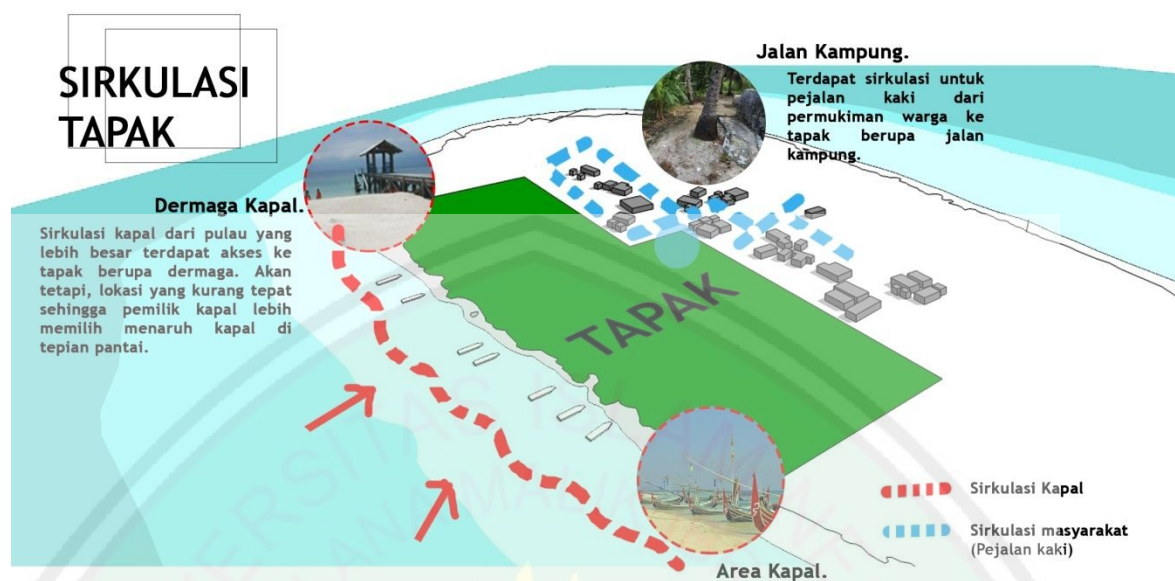 SIRKULASI
TAPAK
Jalan Kampung.
Terdapat sirkulasi untuk
pejalan kaki dari
permukiman warga ke
tapak berupa jalan
kampung.
Dermaga Kapal.
Sirkulasi kapal dari pulau yang
lebih besar terdapat akses ke
tapak berupa dermaga. Akan
tetapi, lokasi yang kurang tepat
sehingga pemilik kapal lebih
memilih menaruh kapal di
tepian pantai.
TAPAK
Sirkulasi Kapal
Sirkulasi masyarakat
(Pejalan kaki)
Area Kapal.